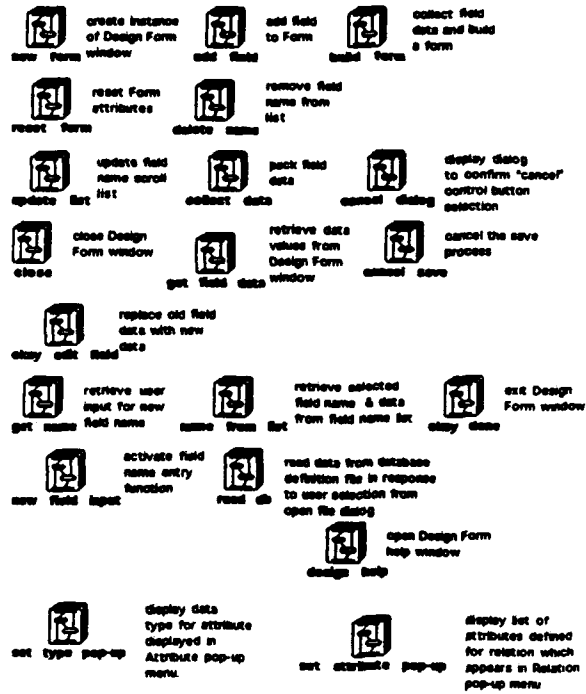 new form
create instance
of Design Form
window
add field
add field
to Form
build form
collect field
data and build
a form
reset form
reset Form
attributes
delete name
remove field
name from
list
update list
update field
name scroll
list
collect data
pack field
data
cancel dialog
display dialog
to confirm "cancel"
control button
selection
close
close Design
Form window
get field data
retrieve data
values from
Design Form
window
cancel save
cancel the save
process
okay edit field
replace old field
data with new
data
get name
retrieve user
input for new
field name
name from list
retrieve selected
field name & data
from field name list
okay done
exit Design
Form window
new field input
activate field
name entry
function
read db
read data from database
definition file in response
to user selection from
open file dialog
design help
open Design Form
help window
set type pop-up
display data
type for attribute
displayed in
Attribute pop-up
menu.
set attribute pop-up
display list of
attributes defined
for relation which
appears in Relation
pop-up menu